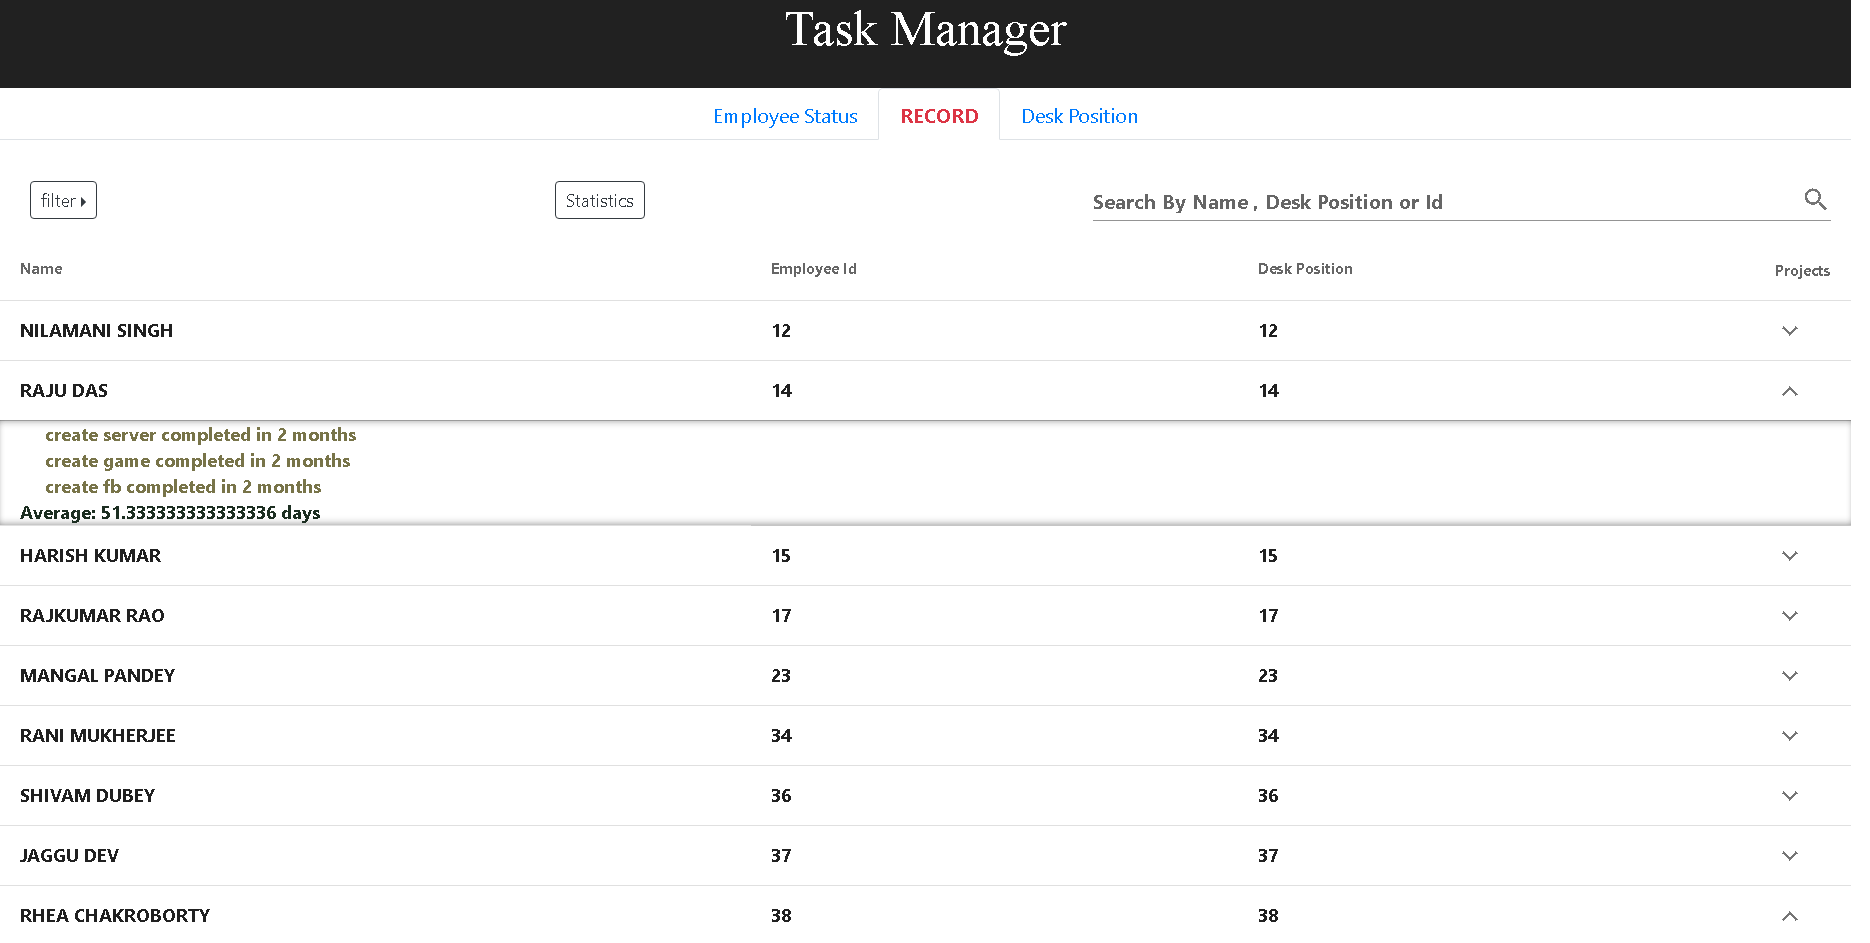 Task Manager
Employee Status RECORD Desk Position
filter Statistics Search By Name , Desk Position or Id
Name Employee Id Desk Position Projects
NILAMANI SINGH 12 12
RAJU DAS 14 14
create server completed in 2 months
create game completed in 2 months
create fb completed in 2 months
Average: 51.333333333333336 days
HARISH KUMAR 15 15
RAJKUMAR RAO 17 17
MANGAL PANDEY 23 23
RANI MUKHERJEE 34 34
SHIVAM DUBEY 36 36
JAGGU DEV 37 37
RHEA CHAKROBORTY 38 38